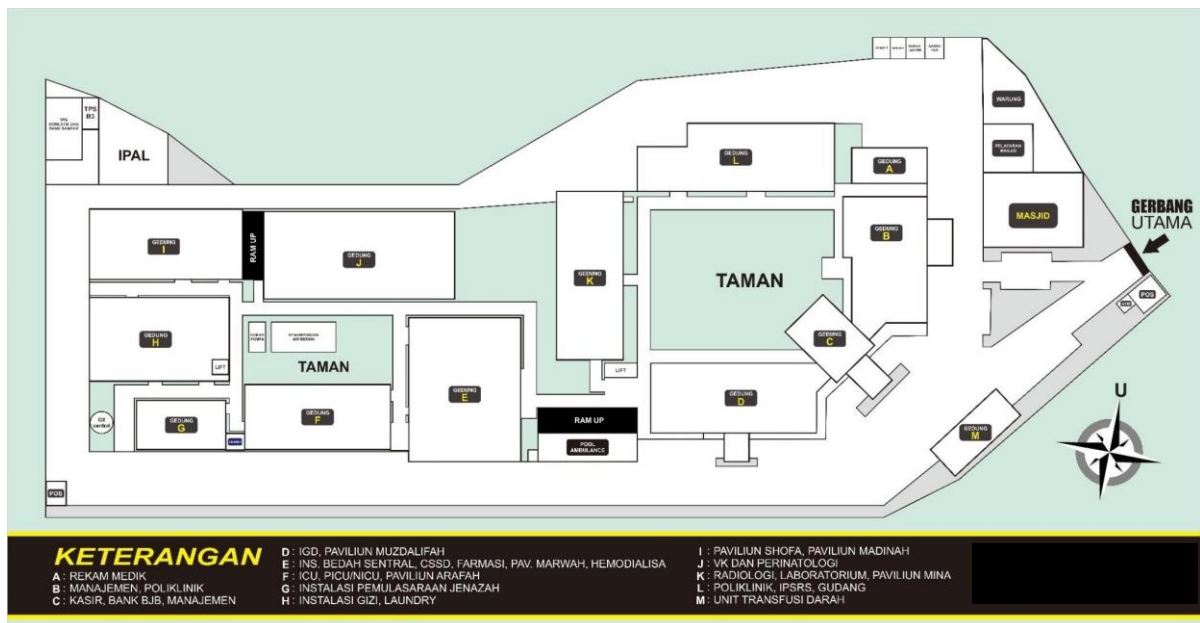 TPS
B3
IPAL
GEDUNG
L
GEDUNG
A
WARUNG
PELATARAN
MASJID
MASJID
GERBANG
UTAMA
POS
GEDUNG
I
RAM UP
GEDUNG
J
GEDUNG
K
TAMAN
GEDUNG
B
GEDUNG
C
GEDUNG
H
LIFT
TAMAN
GEDUNG
E
LIFT
GEDUNG
D
O2
central
GEDUNG
G
GEDUNG
F
RAM UP
POOL
AMBULANCE
GEDUNG
M
U
POS
KETERANGAN
A : REKAM MEDIK
B : MANAJEMEN, POLIKLINIK
C : KASIR, BANK BJB, MANAJEMEN
D : IGD, PAVILIUN MUZDALIFAH
E : INS. BEDAH SENTRAL, CSSD, FARMASI, PAV. MARWAH, HEMODIALISA
F : ICU, PICU/NICU, PAVILIUN ARAFAH
G : INSTALASI PEMULASARAAN JENAZAH
H : INSTALASI GIZI, LAUNDRY
I : PAVILIUN SHOFA, PAVILIUN MADINAH
J : VK DAN PERINATOLOGI
K : RADIOLOGI, LABORATORIUM, PAVILIUN MINA
L : POLIKLINIK, IPSRS, GUDANG
M : UNIT TRANSFUSI DARAH